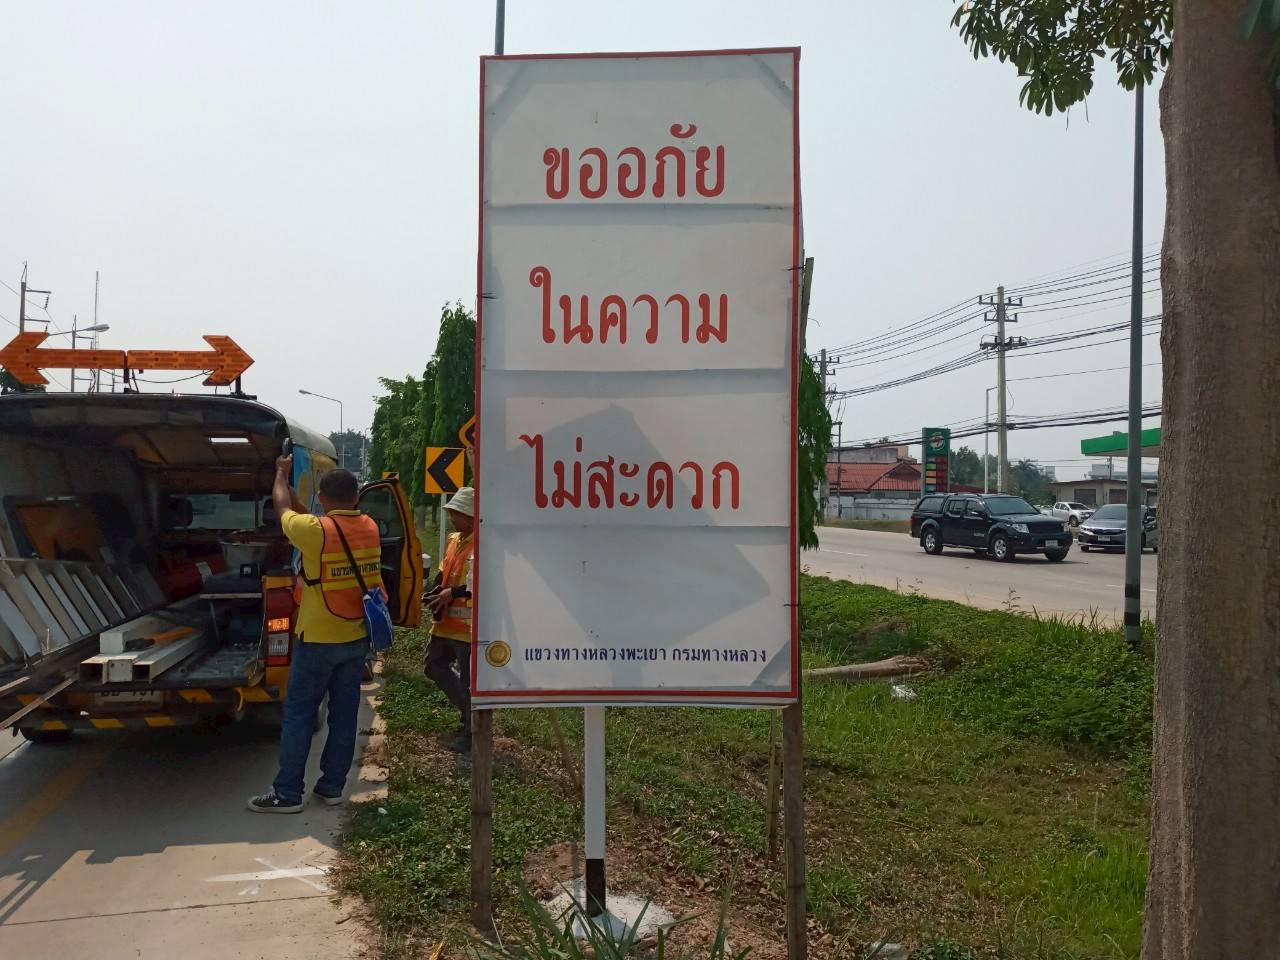 ขออภัย
ในความ
ไม่สะดวก
แขวงทางหลวงพะเยา กรมทางหลวง